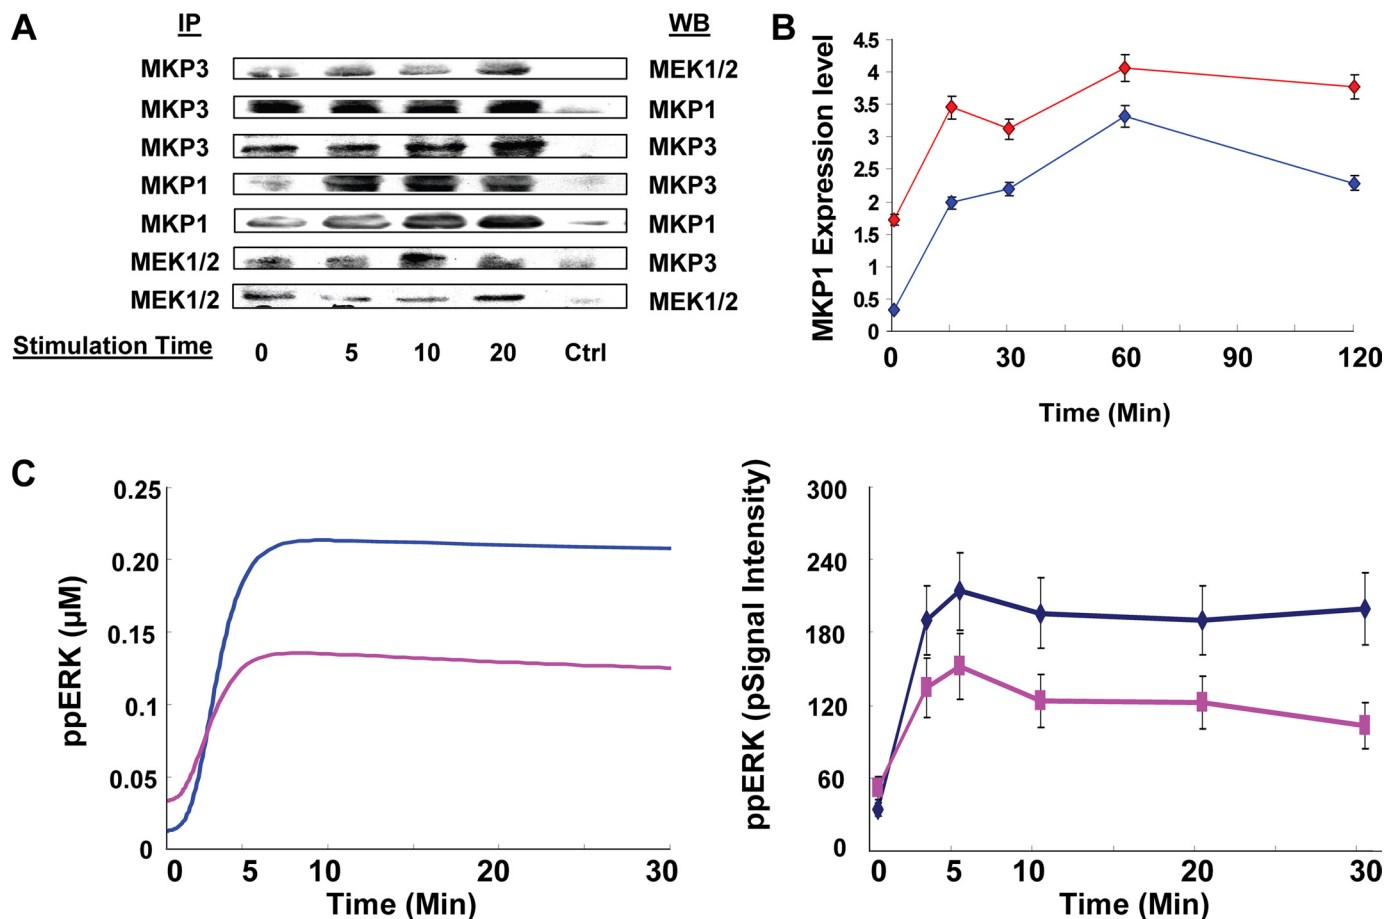 A
IP WB
MKP3 MEK1/2
MKP3 MKP1
MKP3 MKP3
MKP1 MKP3
MKP1 MKP1
MEK1/2 MKP3
MEK1/2 MEK1/2
Stimulation Time 0 5 10 20 Ctrl
B
MKP1 Expression level
4.5
4
3.5
3
2.5
2
1.5
1
0.5
0
0 30 60 90 120
Time (Min)
C
ppERK (µM)
0.25
0.20
0.15
0.1
0.05
0
0 5 10 20 30
Time (Min)
ppERK (pSignal Intensity)
300
240
180
120
60
0
0 5 10 20 30
Time (Min)